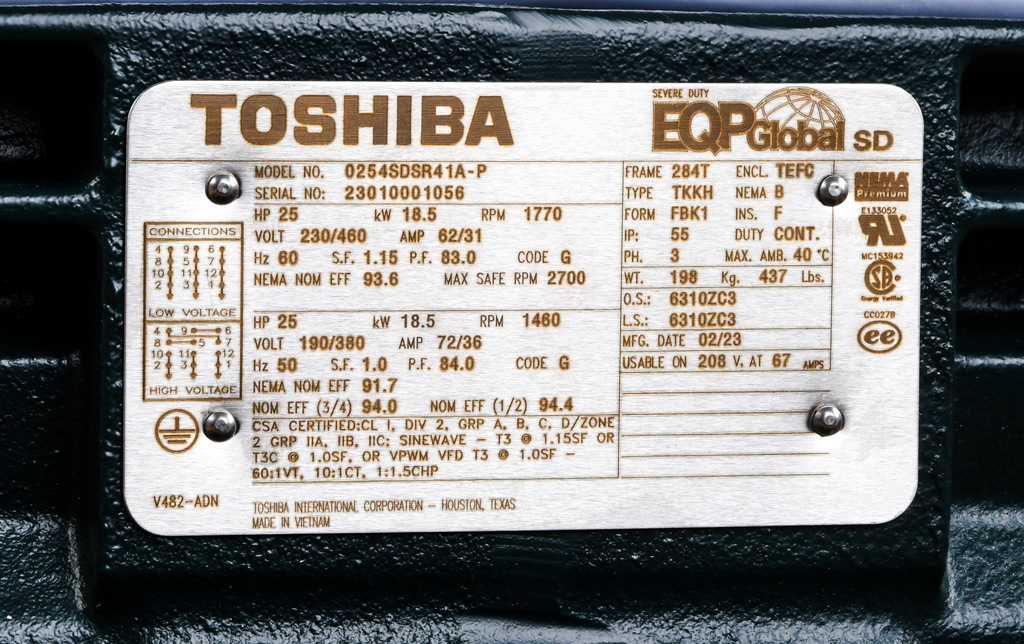 TOSHIBA
SEVERE DUTY
EQP Global SD
MODEL NO. 0254SDSR41A-P
SERIAL NO: 23010001056
HP 25 kW 18.5 RPM 1770
VOLT 230/460 AMP 62/31
Hz 60 S.F. 1.15 P.F. 83.0 CODE G
NEMA NOM EFF 93.6 MAX SAFE RPM 2700
HP 25 kW 18.5 RPM 1460
VOLT 190/380 AMP 72/36
Hz 50 S.F. 1.0 P.F. 84.0 CODE G
NEMA NOM EFF 91.7
NOM EFF (3/4) 94.0 NOM EFF (1/2) 94.4
CSA CERTIFIED:CL I, DIV 2, GRP A, B, C, D/ZONE
2 GRP IIA, IIB, IIC; SINEWAVE - T3 @ 1.15SF OR
T3C @ 1.0SF, OR VPWM VFD T3 @ 1.0SF -
60:1VT, 10:1CT, 1:1.5CHP
FRAME 284T ENCL. TEFC
TYPE TKKH NEMA B
FORM FBK1 INS. F
IP: 55 DUTY CONT.
PH. 3 MAX. AMB. 40 °C
WT. 198 Kg. 437 Lbs.
O.S.: 6310ZC3
L.S.: 6310ZC3
MFG. DATE 02/23
USABLE ON 208 V. AT 67 AMPS
NEMA
Premium
E133052
UR
MC153942
SA
Energy Verified
CC027B
ee
CONNECTIONS
4 9 6
8 5 7
10 11 12
2 3 1
LOW VOLTAGE
4 9 6
8 5 7
10 11 12
2 3 1
HIGH VOLTAGE
V482-ADN
TOSHIBA INTERNATIONAL CORPORATION - HOUSTON, TEXAS
MADE IN VIETNAM